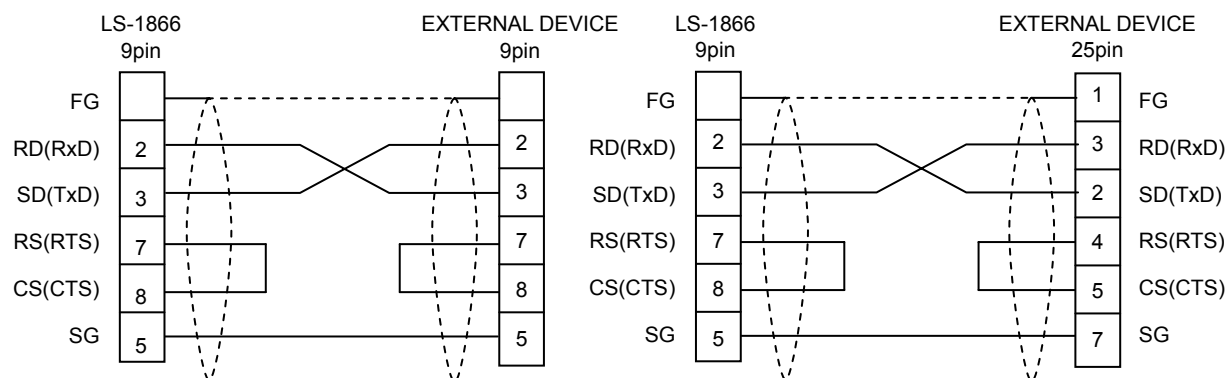 LS-1866 EXTERNAL DEVICE LS-1866 EXTERNAL DEVICE
9pin 9pin 9pin 25pin
FG FG 1 FG
RD(RxD) 2 2 RD(RxD) 2 3 RD(RxD)
SD(TxD) 3 3 SD(TxD) 3 2 SD(TxD)
RS(RTS) 7 7 RS(RTS) 7 4 RS(RTS)
CS(CTS) 8 8 CS(CTS) 8 5 CS(CTS)
SG 5 5 SG 5 7 SG